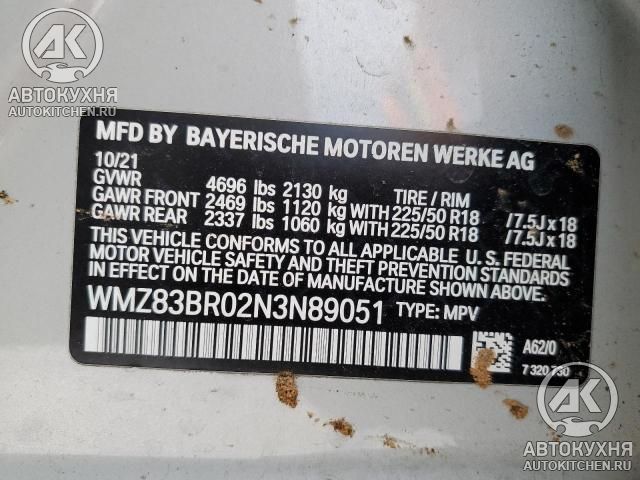 АК
АВТОКУХНЯ
AUTOKITCHEN.RU
MFD BY BAYERISCHE MOTOREN WERKE AG
10/21
GVWR 4696 lbs 2130 kg TIRE / RIM
GAWR FRONT 2469 lbs 1120 kg WITH 225/50 R18 /7.5J x 18
GAWR REAR 2337 lbs 1060 kg WITH 225/50 R18 /7.5J x 18
THIS VEHICLE CONFORMS TO ALL APPLICABLE U. S. FEDERAL
MOTOR VEHICLE SAFETY AND THEFT PREVENTION STANDARDS
IN EFFECT ON THE DATE OF MANUFACTURE SHOWN ABOVE.
WMZ83BR02N3N89051 TYPE: MPV
A62/0
7 320 730
АК
АВТОКУХНЯ
AUTOKITCHEN.RU